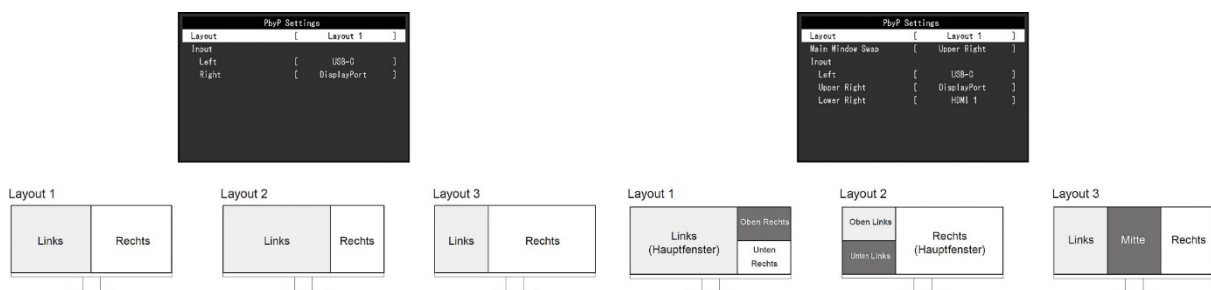 PbyP Settings
Layout [ Layout 1 ]
Input
Left [ USB-C ]
Right [ DisplayPort ]
PbyP Settings
Layout [ Layout 1 ]
Main Window Swap [ Upper Right ]
Input
Left [ USB-C ]
Upper Right [ DisplayPort ]
Lower Right [ HDMI 1 ]
Layout 1
Links Rechts
Layout 2
Links Rechts
Layout 3
Links Rechts
Layout 1
Links
(Hauptfenster)
Oben Rechts
Unten
Rechts
Layout 2
Oben Links
Unten Links
Rechts
(Hauptfenster)
Layout 3
Links Mitte Rechts